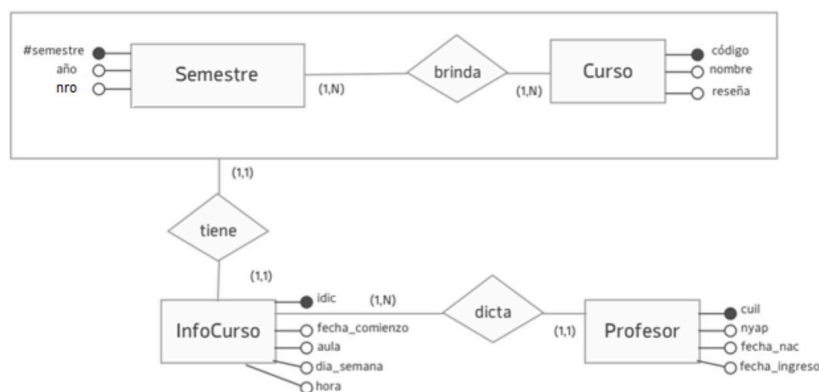 #semestre
año
nro
Semestre
(1,N)
brinda
(1,N)
Curso
código
nombre
reseña
(1,1)
tiene
(1,1)
InfoCurso
idic
fecha_comienzo
aula
dia_semana
hora
(1,N)
dicta
(1,1)
Profesor
cuil
nyap
fecha_nac
fecha_ingreso